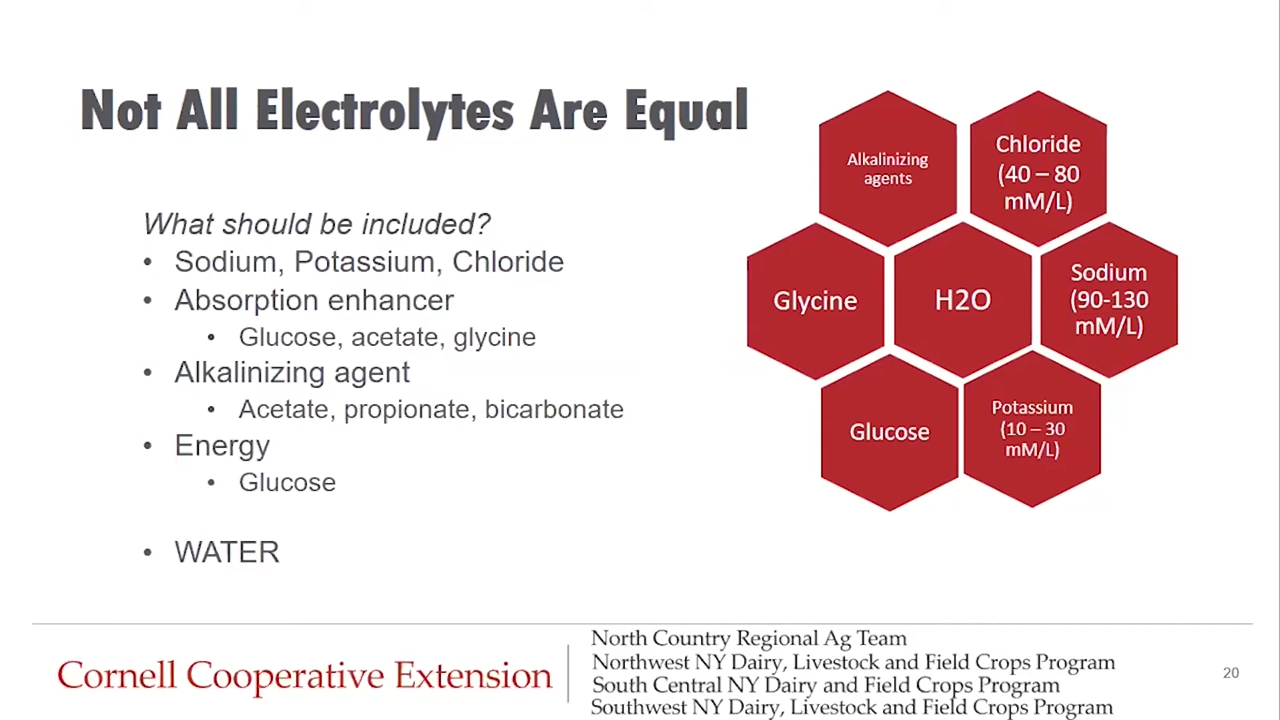 Not All Electrolytes Are Equal
What should be included?
• Sodium, Potassium, Chloride
• Absorption enhancer
• Glucose, acetate, glycine
• Alkalinizing agent
• Acetate, propionate, bicarbonate
• Energy
• Glucose
• WATER
Alkalinizing
agents
Chloride
(40 – 80
mM/L)
Glycine
H2O
Sodium
(90-130
mM/L)
Glucose
Potassium
(10 – 30
mM/L)
Cornell Cooperative Extension
North Country Regional Ag Team
Northwest NY Dairy, Livestock and Field Crops Program
South Central NY Dairy and Field Crops Program
Southwest NY Dairy, Livestock and Field Crops Program
20